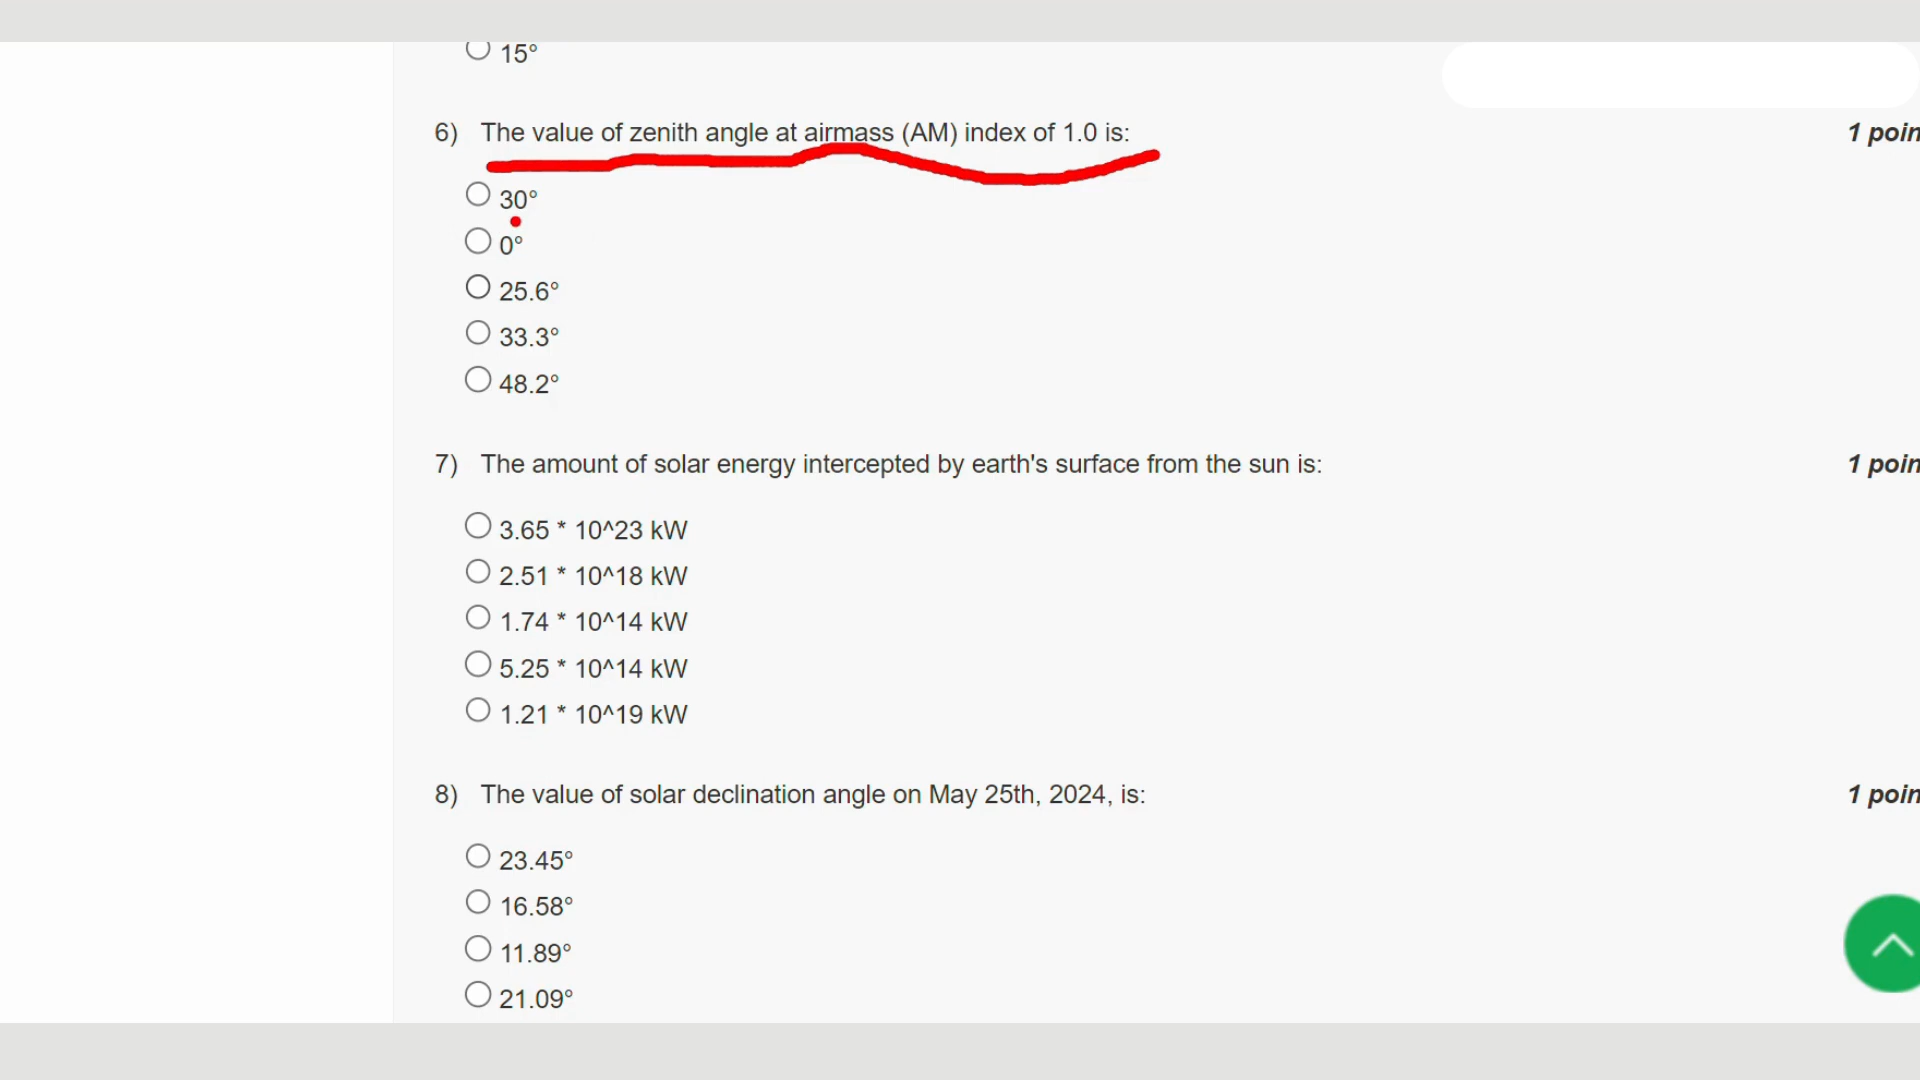 15°
6) The value of zenith angle at airmass (AM) index of 1.0 is: 1 poin
30°
0°
25.6°
33.3°
48.2°
7) The amount of solar energy intercepted by earth's surface from the sun is: 1 poin
3.65 * 10^23 kW
2.51 * 10^18 kW
1.74 * 10^14 kW
5.25 * 10^14 kW
1.21 * 10^19 kW
8) The value of solar declination angle on May 25th, 2024, is: 1 poin
23.45°
16.58°
11.89°
21.09°